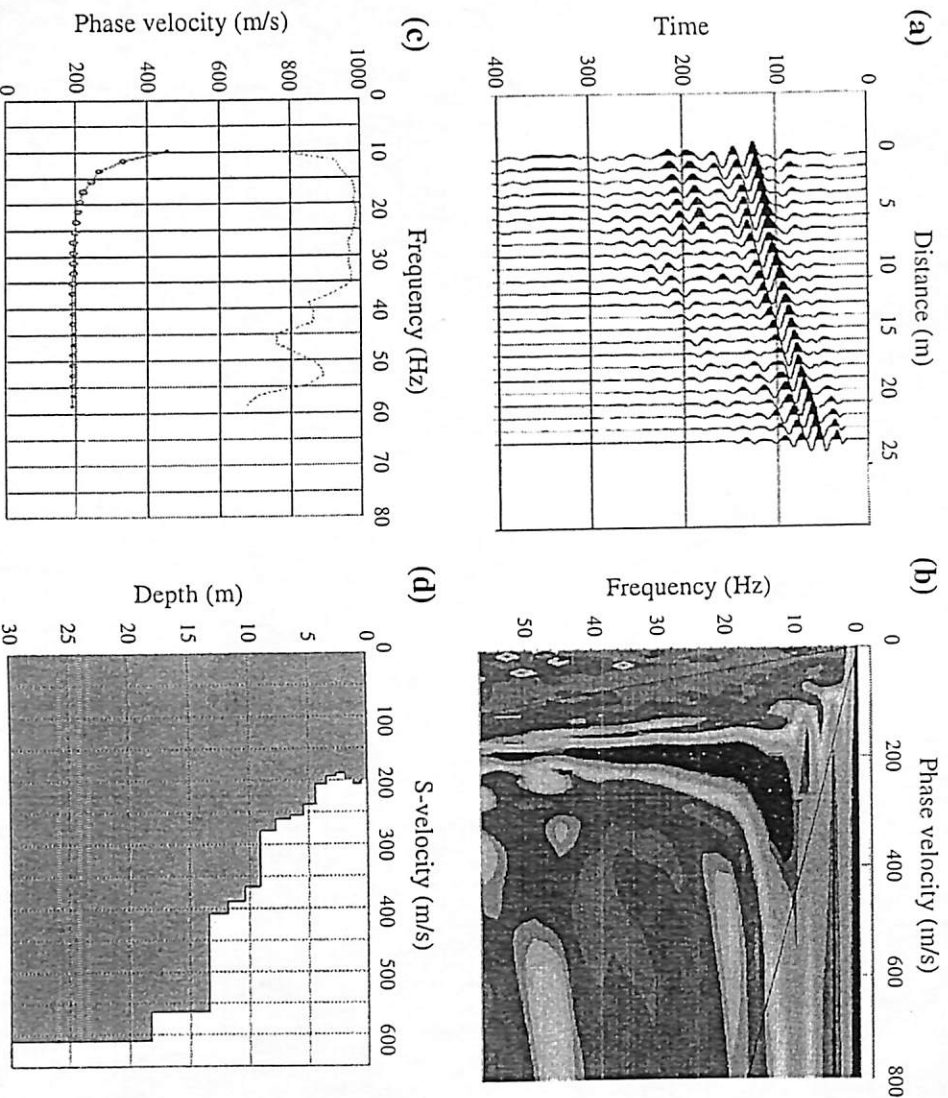 (a)
Distance (m)
0 5 10 15 20 25
Time
0
100
200
300
400
(b)
Phase velocity (m/s)
0 200 400 600 800
Frequency (Hz)
0
10
20
30
40
50
(c)
Frequency (Hz)
0 10 20 30 40 50 60 70 80
Phase velocity (m/s)
1000
800
600
400
200
0
(d)
S-velocity (m/s)
0 100 200 300 400 500 600
Depth (m)
0
5
10
15
20
25
30